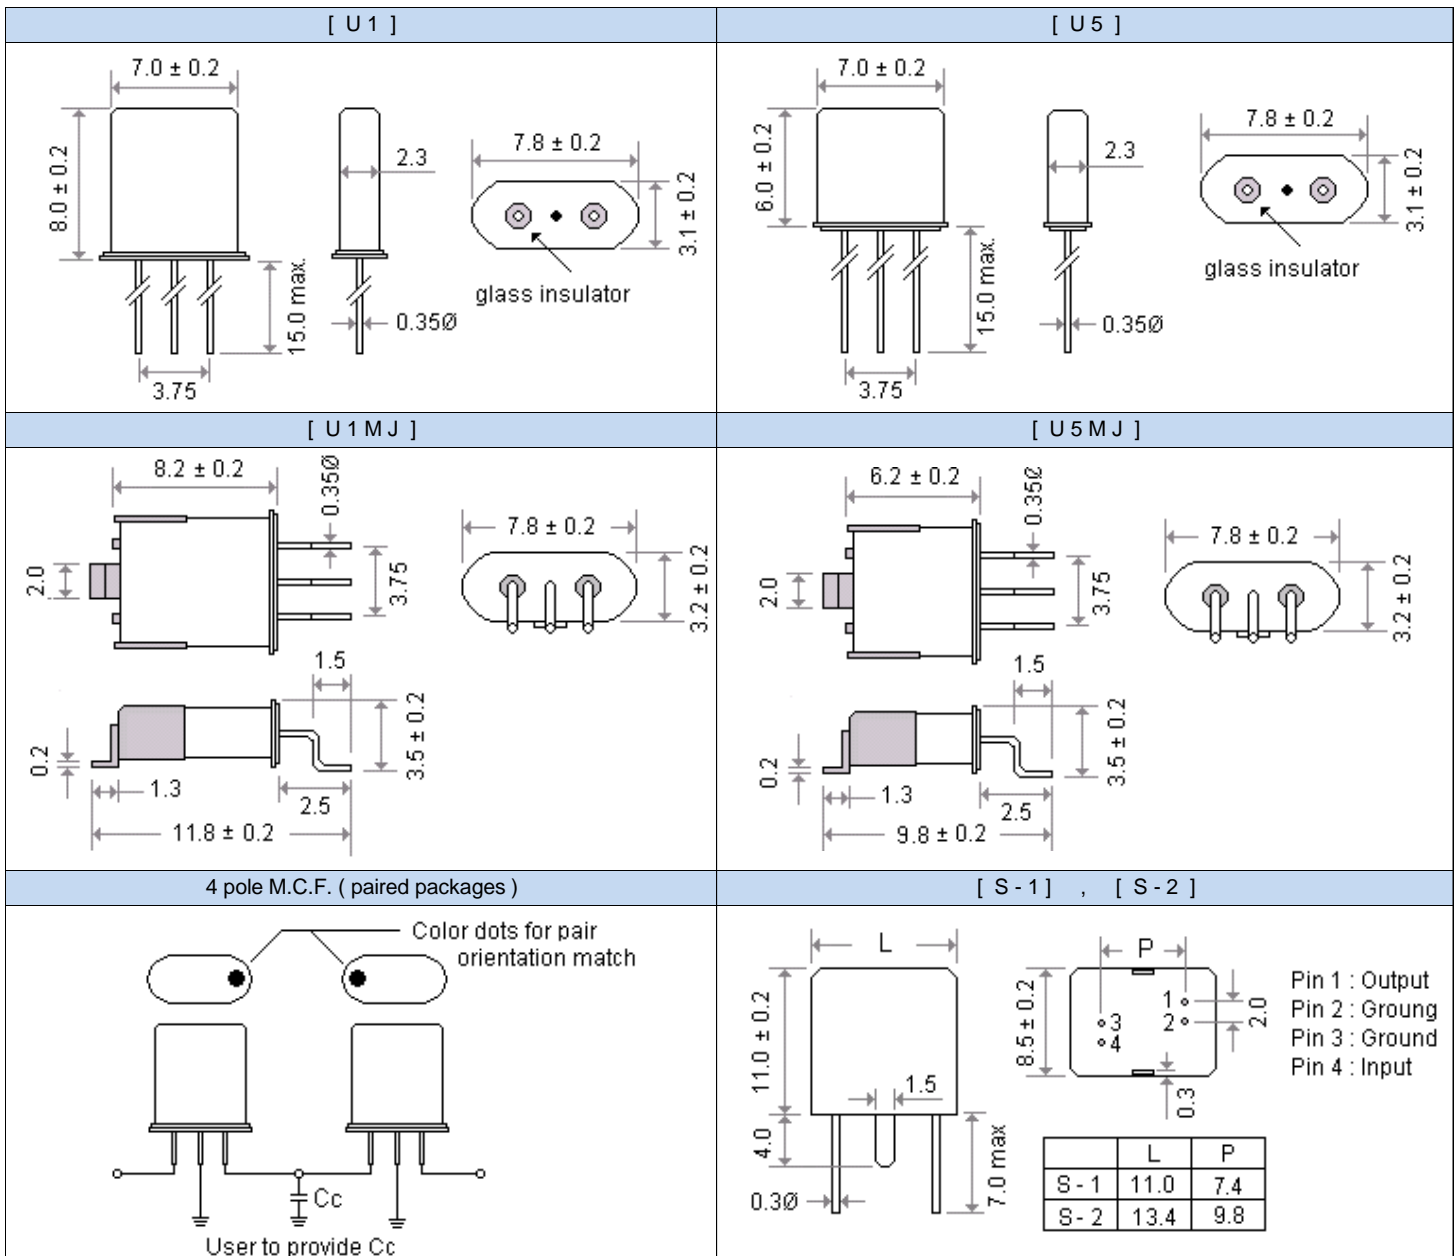 [ U 1 ]
7.0 ± 0.2
8.0 ± 0.2
2.3
7.8 ± 0.2
3.1 ± 0.2
glass insulator
15.0 max.
0.35Ø
3.75
[ U 5 ]
7.0 ± 0.2
6.0 ± 0.2
2.3
7.8 ± 0.2
3.1 ± 0.2
glass insulator
15.0 max.
0.35Ø
3.75
[ U 1 M J ]
8.2 ± 0.2
0.35Ø
2.0
3.75
7.8 ± 0.2
3.2 ± 0.2
1.5
3.5 ± 0.2
0.2
1.3
2.5
11.8 ± 0.2
[ U 5 M J ]
6.2 ± 0.2
0.35Ø
2.0
3.75
7.8 ± 0.2
3.2 ± 0.2
1.5
3.5 ± 0.2
0.2
1.3
2.5
9.8 ± 0.2
4 pole M.C.F. ( paired packages )
Color dots for pair
orientation match
Cc
User to provide Cc
[ S - 1 ] , [ S - 2 ]
L
11.0 ± 0.2
1.5
4.0
7.0 max
0.3Ø
P
8.5 ± 0.2
1
2
3
4
2.0
0.3
Pin 1 : Output
Pin 2 : Groung
Pin 3 : Ground
Pin 4 : Input
L P
S - 1 11.0 7.4
S - 2 13.4 9.8